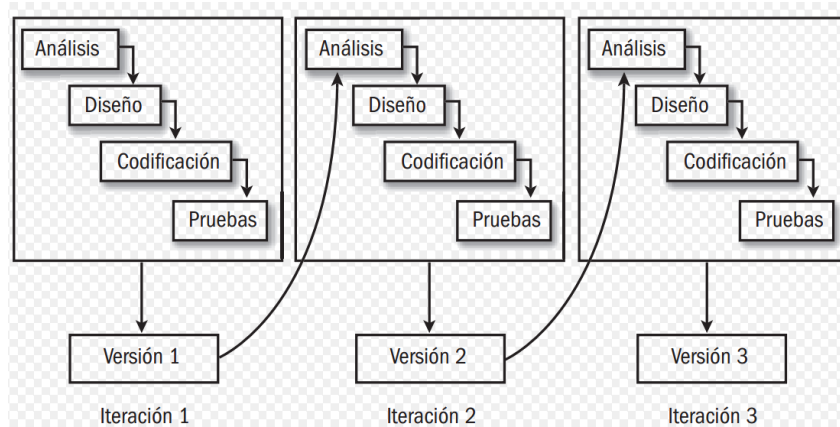 Análisis
Diseño
Codificación
Pruebas
Versión 1
Iteración 1
Análisis
Diseño
Codificación
Pruebas
Versión 2
Iteración 2
Análisis
Diseño
Codificación
Pruebas
Versión 3
Iteración 3